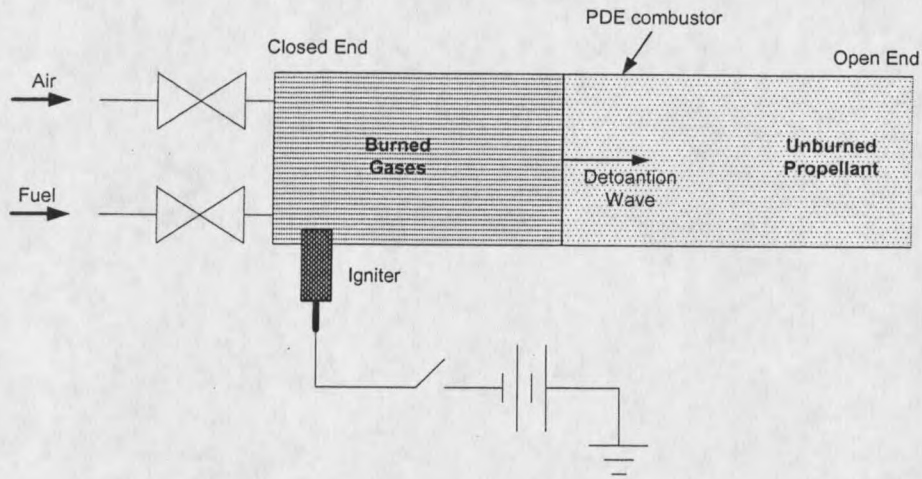 PDE combustor
Closed End
Open End
Air
Burned
Gases
Unburned
Propellant
Detoantion
Wave
Fuel
Igniter